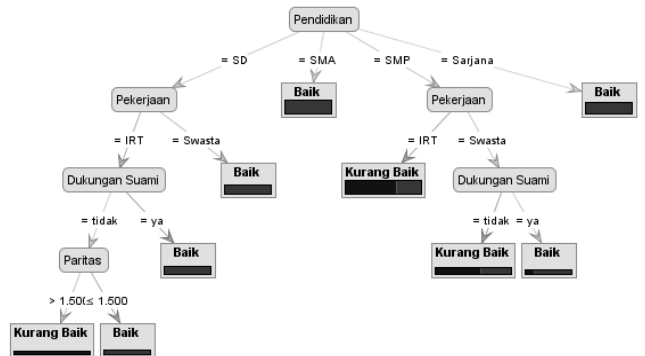 Pendidikan
= SD
= SMA
= SMP
= Sarjana
Pekerjaan
Baik
Pekerjaan
Baik
= IRT
= Swasta
= IRT
= Swasta
Dukungan Suami
Baik
Kurang Baik
Dukungan Suami
= tidak
= ya
= tidak
= ya
Paritas
Baik
Kurang Baik
Baik
> 1.50(
≤ 1.500
Kurang Baik
Baik